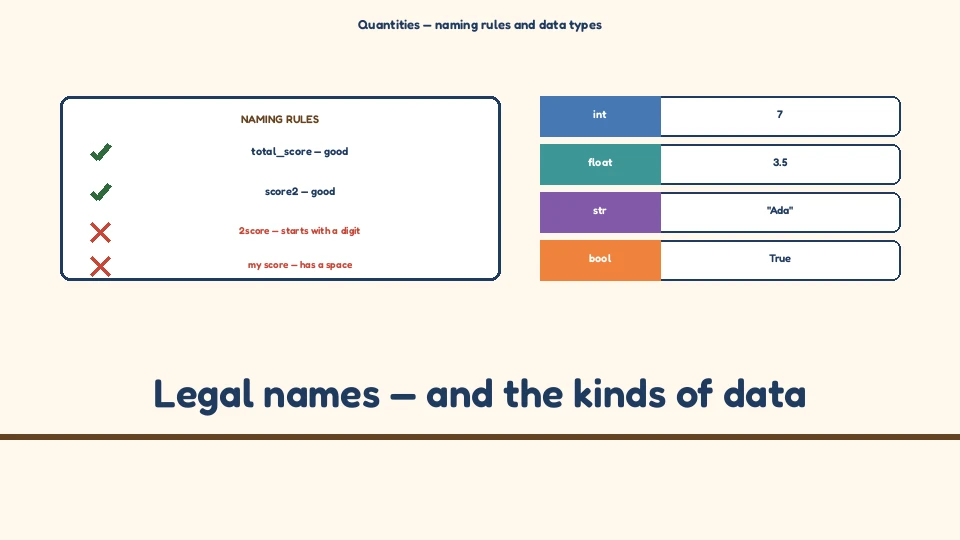 Quantities — naming rules and data types
NAMING RULES
total_score — good
score2 — good
2score — starts with a digit
my score — has a space
int
7
float
3.5
str
"Ada"
bool
True
Legal names — and the kinds of data